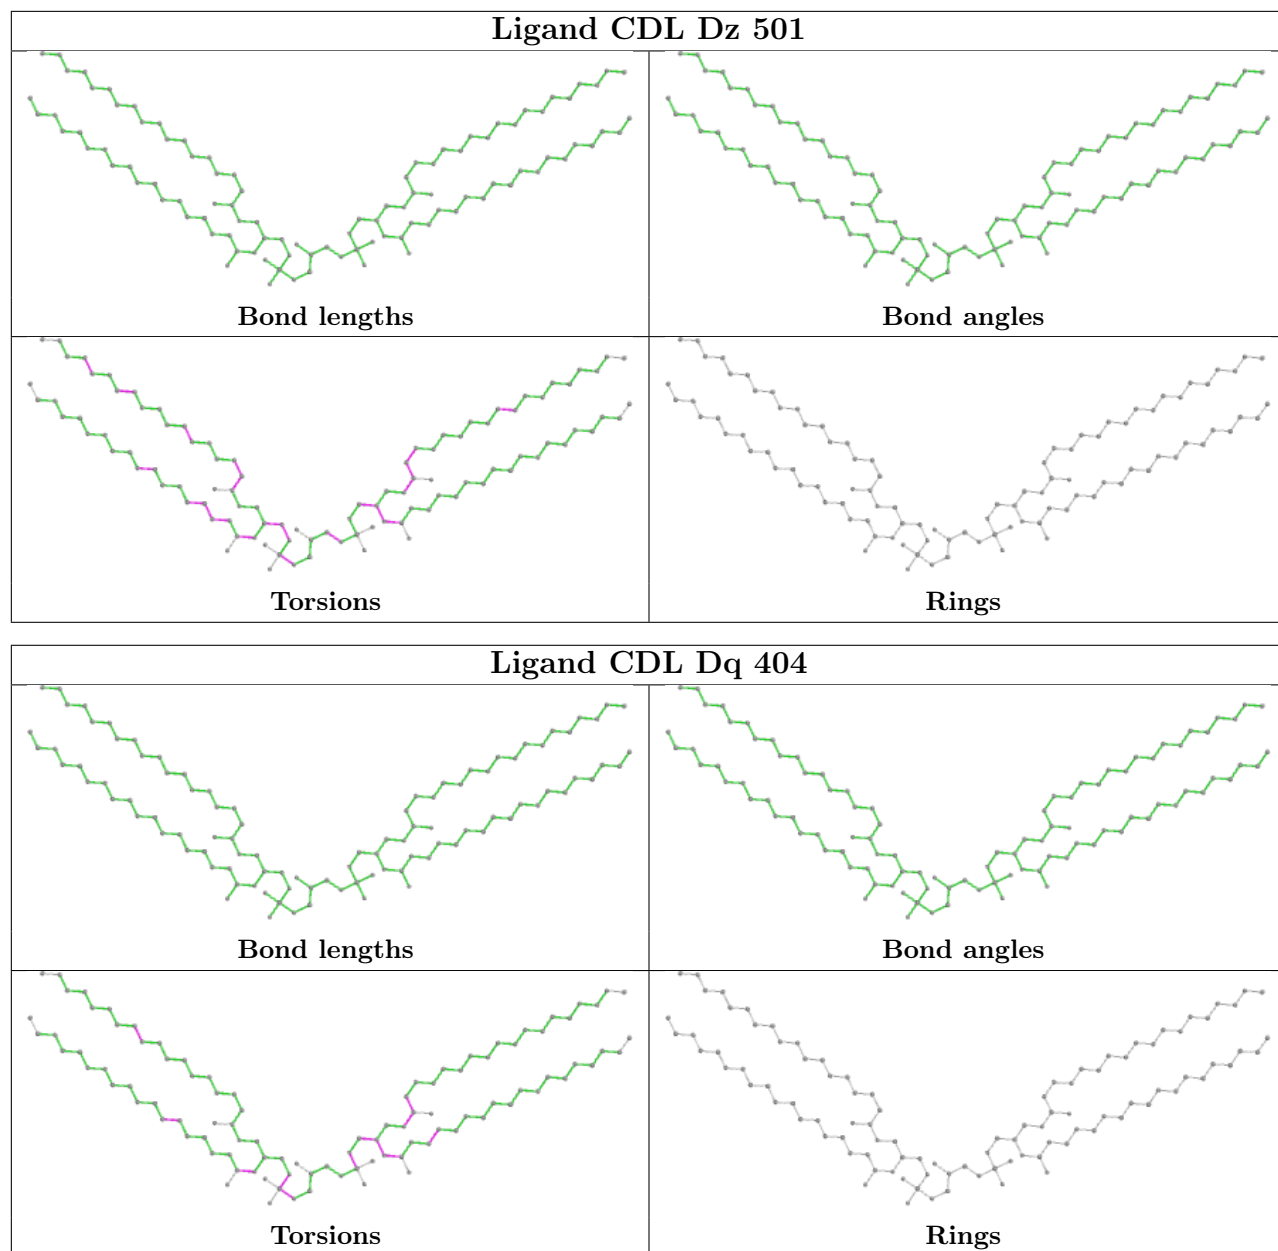 Ligand CDL Dz 501
Bond lengths
Bond angles
Torsions
Rings
Ligand CDL Dq 404
Bond lengths
Bond angles
Torsions
Rings